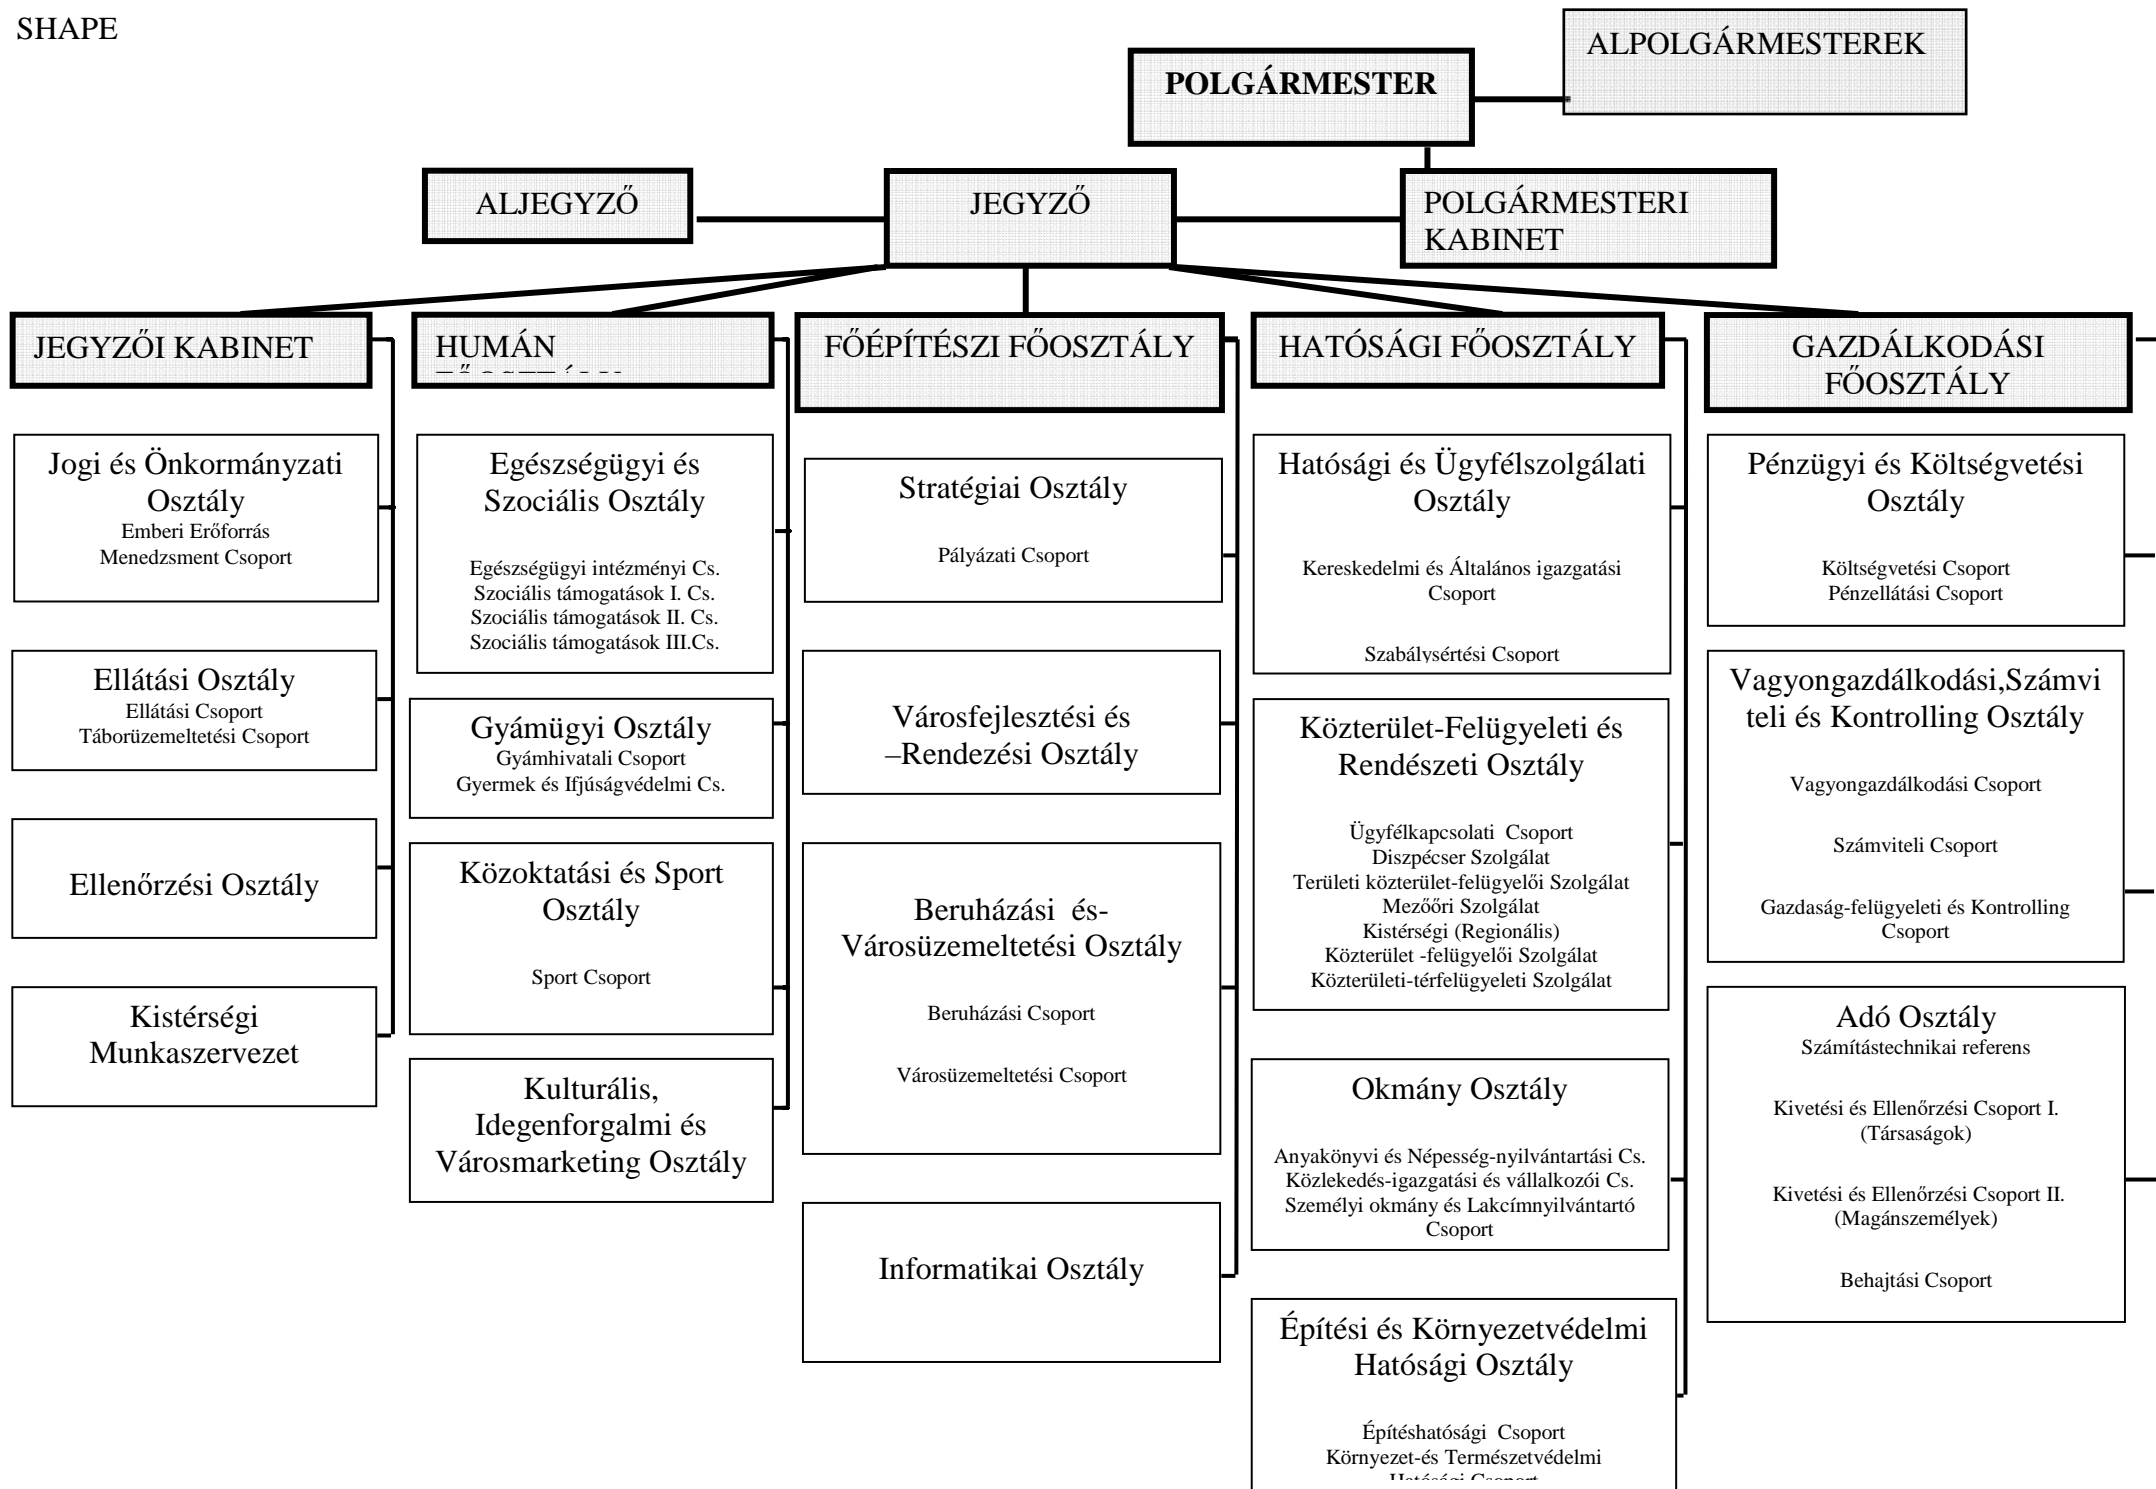 SHAPE
ALPOLGÁRMESTEREK
POLGÁRMESTER
ALJEGYZŐ
JEGYZŐ
POLGÁRMESTERI
KABINET
JEGYZŐI KABINET
Jogi és Önkormányzati
Osztály
Emberi Erőforrás
Menedzsment Csoport
Ellátási Osztály
Ellátási Csoport
Táborüzemeltetési Csoport
Ellenőrzési Osztály
Kistérségi
Munkaszervezet
HUMÁN
Egészségügyi és
Szociális Osztály
Egészségügyi intézményi Cs.
Szociális támogatások I. Cs.
Szociális támogatások II. Cs.
Szociális támogatások III.Cs.
Gyámügyi Osztály
Gyámhivatali Csoport
Gyermek és Ifjúságvédelmi Cs.
Közoktatási és Sport
Osztály
Sport Csoport
Kulturális,
Idegenforgalmi és
Városmarketing Osztály
FŐÉPÍTÉSZI FŐOSZTÁLY
Stratégiai Osztály
Pályázati Csoport
Városfejlesztési és
–Rendezési Osztály
Beruházási  és-
Városüzemeltetési Osztály
Beruházási Csoport
Városüzemeltetési Csoport
Informatikai Osztály
HATÓSÁGI FŐOSZTÁLY
Hatósági és Ügyfélszolgálati
Osztály
Kereskedelmi és Általános igazgatási
Csoport
Szabálysértési Csoport
Közterület-Felügyeleti és
Rendészeti Osztály
Ügyfélkapcsolati  Csoport
Diszpécser Szolgálat
Területi közterület-felügyelői Szolgálat
Mezőőri Szolgálat
Kistérségi (Regionális)
Közterület -felügyelői Szolgálat
Közterületi-térfelügyeleti Szolgálat
Okmány Osztály
Anyakönyvi és Népesség-nyilvántartási Cs.
Közlekedés-igazgatási és vállalkozói Cs.
Személyi okmány és Lakcímnyilvántartó
Csoport
Építési és Környezetvédelmi
Hatósági Osztály
Építéshatósági  Csoport
Környezet-és Természetvédelmi
GAZDÁLKODÁSI
FŐOSZTÁLY
Pénzügyi és Költségvetési
Osztály
Költségvetési Csoport
Pénzellátási Csoport
Vagyongazdálkodási,Számvi
teli és Kontrolling Osztály
Vagyongazdálkodási Csoport
Számviteli Csoport
Gazdaság-felügyeleti és Kontrolling
Csoport
Adó Osztály
Számítástechnikai referens
Kivetési és Ellenőrzési Csoport I.
(Társaságok)
Kivetési és Ellenőrzési Csoport II.
(Magánszemélyek)
Behajtási Csoport